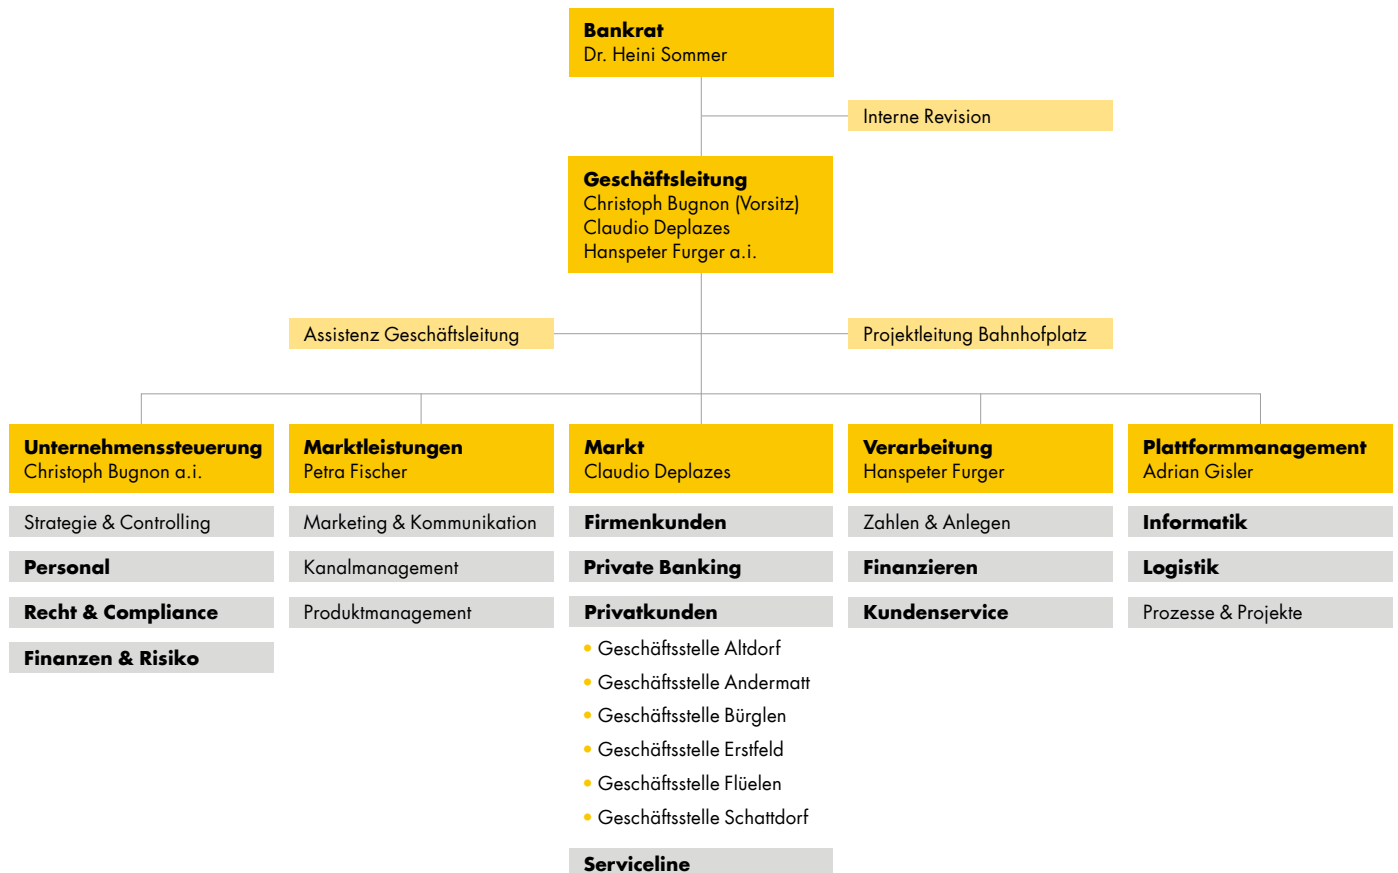 Bankrat
Dr. Heini Sommer
Interne Revision
Geschäftsleitung
Christoph Bugnon (Vorsitz)
Claudio Deplazes
Hanspeter Furger a.i.
Assistenz Geschäftsleitung
Projektleitung Bahnhofplatz
Unternehmenssteuerung
Christoph Bugnon a.i.
Strategie & Controlling
Personal
Recht & Compliance
Finanzen & Risiko
Marktleistungen
Petra Fischer
Marketing & Kommunikation
Kanalmanagement
Produktmanagement
Markt
Claudio Deplazes
Firmenkunden
Private Banking
Privatkunden
• Geschäftsstelle Altdorf
• Geschäftsstelle Andermatt
• Geschäftsstelle Bürglen
• Geschäftsstelle Erstfeld
• Geschäftsstelle Flüelen
• Geschäftsstelle Schattdorf
Serviceline
Verarbeitung
Hanspeter Furger
Zahlen & Anlegen
Finanzieren
Kundenservice
Plattformmanagement
Adrian Gisler
Informatik
Logistik
Prozesse & Projekte